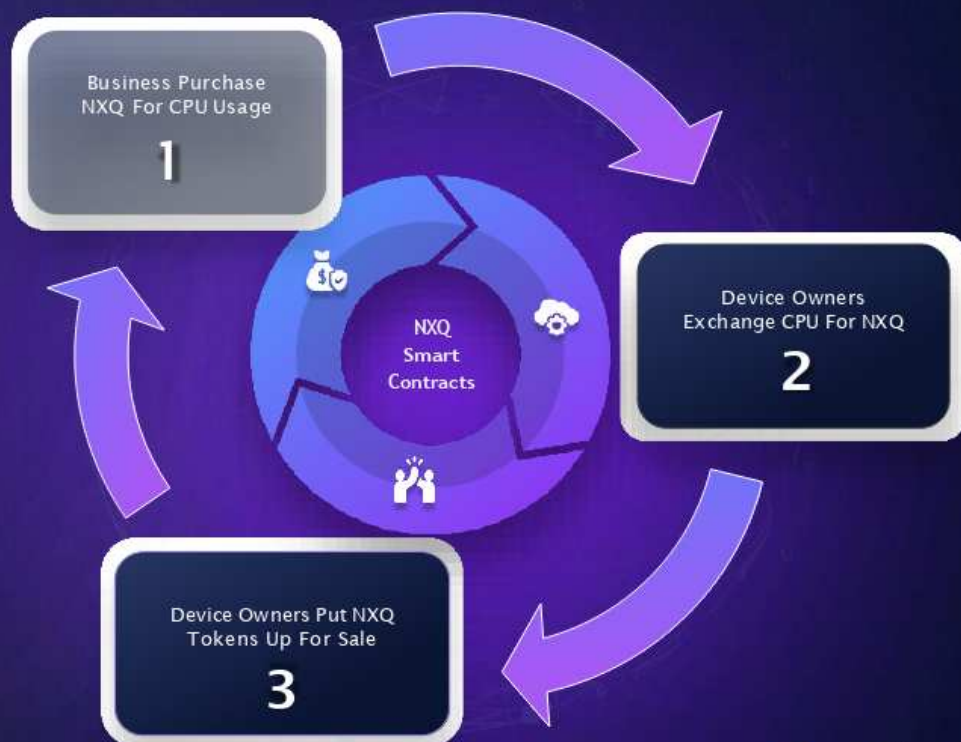 Business Purchase
NXQ For CPU Usage
1
Device Owners
Exchange CPU For NXQ
2
NXQ
Smart
Contracts
$
Device Owners Put NXQ
Tokens Up For Sale
3